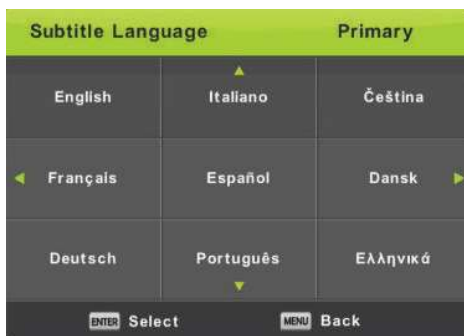 Subtitle Language Primary
English Italiano Čeština
Français Español Dansk
Deutsch Português Ελληνικά
ENTER Select MENU Back